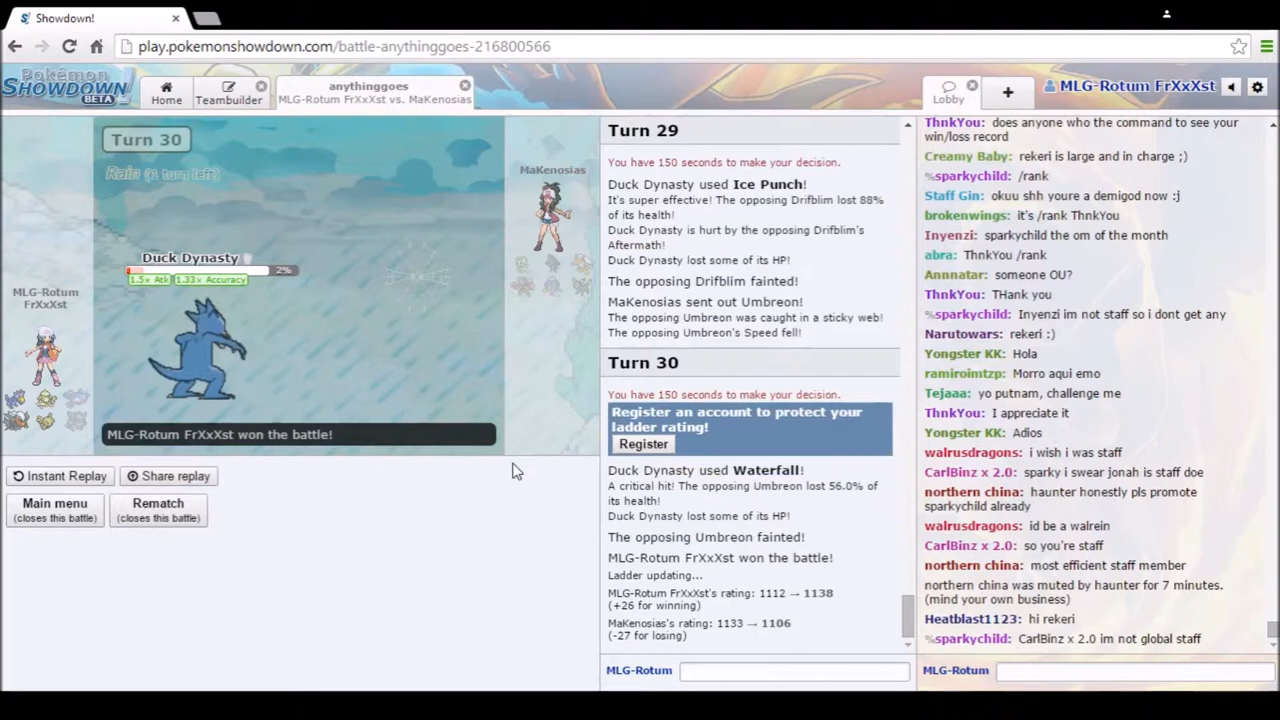 Showdown!
play.pokemonshowdown.com/battle-anythinggoes-216800566
Pokémon
SHOWDOWN
BETA
Home
Teambuilder
anythinggoes
MLG-Rotum FrXxXst vs. MaKenosias
Lobby
+
MLG-Rotum FrXxXst
Turn 30
Rain (1 turn left)
MaKenosias
Duck Dynasty
2%
1.5x Atk 1.33x Accuracy
MLG-Rotum
FrXxXst
MLG-Rotum FrXxXst won the battle!
Instant Replay
Share replay
Main menu
(closes this battle)
Rematch
(closes this battle)
Turn 29
You have 150 seconds to make your decision.
Duck Dynasty used Ice Punch!
It's super effective! The opposing Drifblim lost 88%
of its health!
Duck Dynasty is hurt by the opposing Drifblim's
Aftermath!
Duck Dynasty lost some of its HP!
The opposing Drifblim fainted!
MaKenosias sent out Umbreon!
The opposing Umbreon was caught in a sticky web!
The opposing Umbreon's Speed fell!
Turn 30
You have 150 seconds to make your decision.
Register an account to protect your
ladder rating!
Register
Duck Dynasty used Waterfall!
A critical hit! The opposing Umbreon lost 56.0% of
its health!
Duck Dynasty lost some of its HP!
The opposing Umbreon fainted!
MLG-Rotum FrXxXst won the battle!
Ladder updating...
MLG-Rotum FrXxXst's rating: 1112 → 1138
(+26 for winning)
MaKenosias's rating: 1133 → 1106
(-27 for losing)
MLG-Rotum
ThnkYou: does anyone who the command to see your
win/loss record
Creamy Baby: rekeri is large and in charge ;)
%sparkychild: /rank
Staff Gin: okuu shh youre a demigod now :j
brokenwings: it's /rank ThnkYou
Inyenzi: sparkychild the om of the month
abra: ThnkYou /rank
Annnatar: someone OU?
ThnkYou: THank you
%sparkychild: Inyenzi im not staff so i dont get any
Narutowars: rekeri :)
Yongster KK: Hola
ramiroimtzp: Morro aqui emo
Tejaaa: yo putnam, challenge me
ThnkYou: I appreciate it
Yongster KK: Adios
walrusdragons: i wish i was staff
CarlBinz x 2.0: sparky i swear jonah is staff doe
northern china: haunter honestly pls promote
sparkychild already
walrusdragons: id be a walrein
CarlBinz x 2.0: so you're staff
northern china: most efficient staff member
northern china was muted by haunter for 7 minutes.
(mind your own business)
Heatblast1123: hi rekeri
%sparkychild: CarlBinz x 2.0 im not global staff
MLG-Rotum